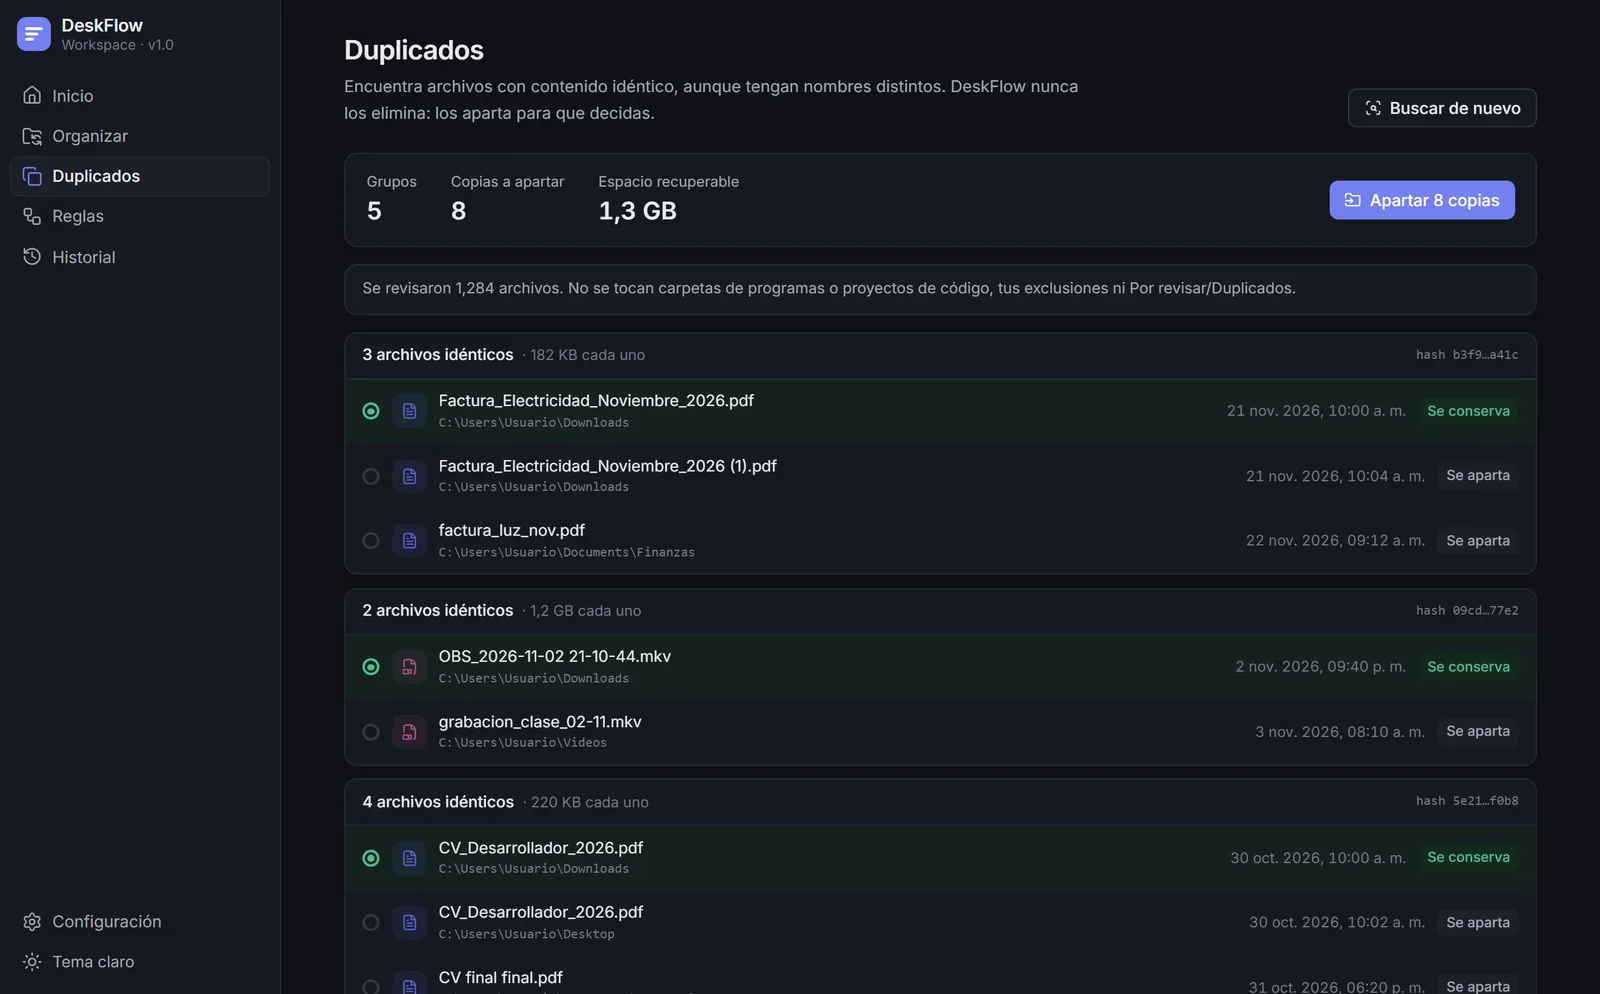 DeskFlow
Workspace · v1.0
Inicio
Organizar
Duplicados
Reglas
Historial
Configuración
Tema claro
Duplicados
Encuentra archivos con contenido idéntico, aunque tengan nombres distintos. DeskFlow nunca
los elimina: los aparta para que decidas.
Buscar de nuevo
Grupos
5
Copias a apartar
8
Espacio recuperable
1,3 GB
Apartar 8 copias
Se revisaron 1,284 archivos. No se tocan carpetas de programas o proyectos de código, tus exclusiones ni Por revisar/Duplicados.
3 archivos idénticos · 182 KB cada uno
hash b3f9…a41c
Factura_Electricidad_Noviembre_2026.pdf
C:\Users\Usuario\Downloads
21 nov. 2026, 10:00 a. m.
Se conserva
Factura_Electricidad_Noviembre_2026 (1).pdf
C:\Users\Usuario\Downloads
21 nov. 2026, 10:04 a. m.
Se aparta
factura_luz_nov.pdf
C:\Users\Usuario\Documents\Finanzas
22 nov. 2026, 09:12 a. m.
Se aparta
2 archivos idénticos · 1,2 GB cada uno
hash 09cd…77e2
OBS_2026-11-02 21-10-44.mkv
C:\Users\Usuario\Downloads
2 nov. 2026, 09:40 p. m.
Se conserva
grabacion_clase_02-11.mkv
C:\Users\Usuario\Videos
3 nov. 2026, 08:10 a. m.
Se aparta
4 archivos idénticos · 220 KB cada uno
hash 5e21…f0b8
CV_Desarrollador_2026.pdf
C:\Users\Usuario\Downloads
30 oct. 2026, 10:00 a. m.
Se conserva
CV_Desarrollador_2026.pdf
C:\Users\Usuario\Desktop
30 oct. 2026, 10:02 a. m.
Se aparta
CV final final.pdf
31 oct. 2026, 06:20 p. m.
Se aparta